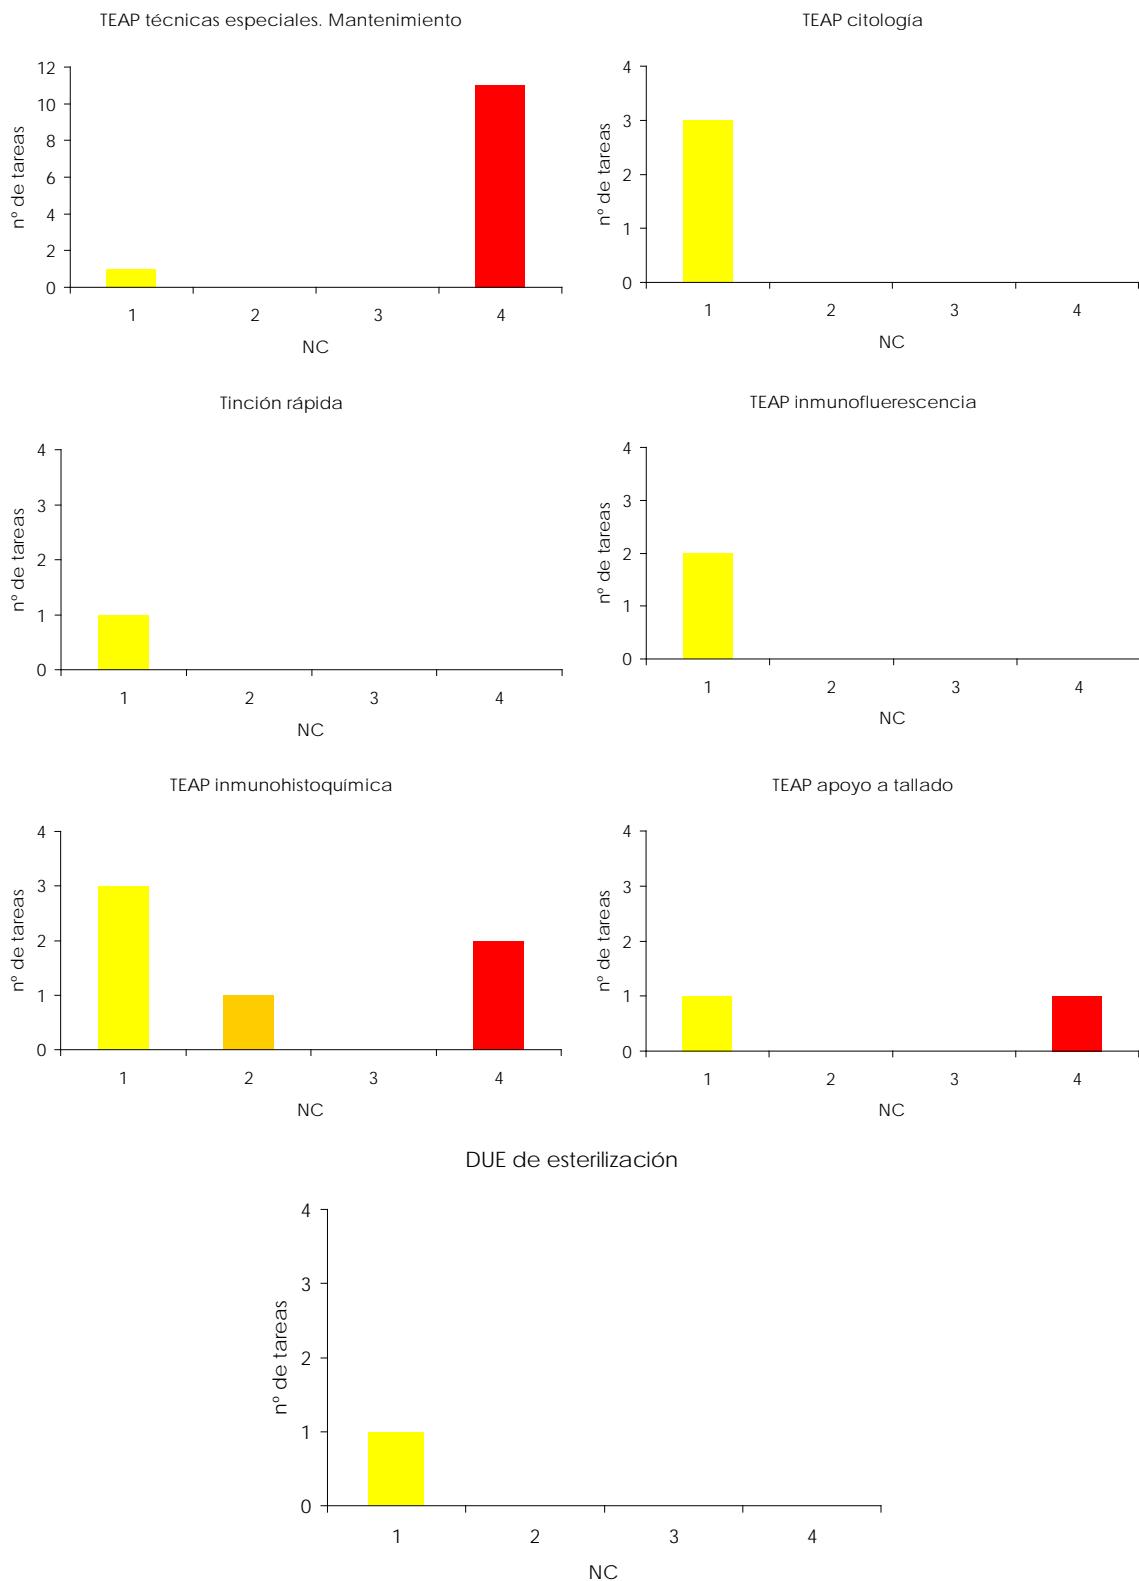 TEAP técnicas especiales. Mantenimiento
nº de tareas
12
10
8
6
4
2
0
1 2 3 4
NC
TEAP citología
nº de tareas
4
3
2
1
0
1 2 3 4
NC
Tinción rápida
nº de tareas
4
3
2
1
0
1 2 3 4
NC
TEAP inmunofluerescencia
nº de tareas
4
3
2
1
0
1 2 3 4
NC
TEAP inmunohistoquímica
nº de tareas
4
3
2
1
0
1 2 3 4
NC
TEAP apoyo a tallado
nº de tareas
4
3
2
1
0
1 2 3 4
NC
DUE de esterilización
nº de tareas
4
3
2
1
0
1 2 3 4
NC